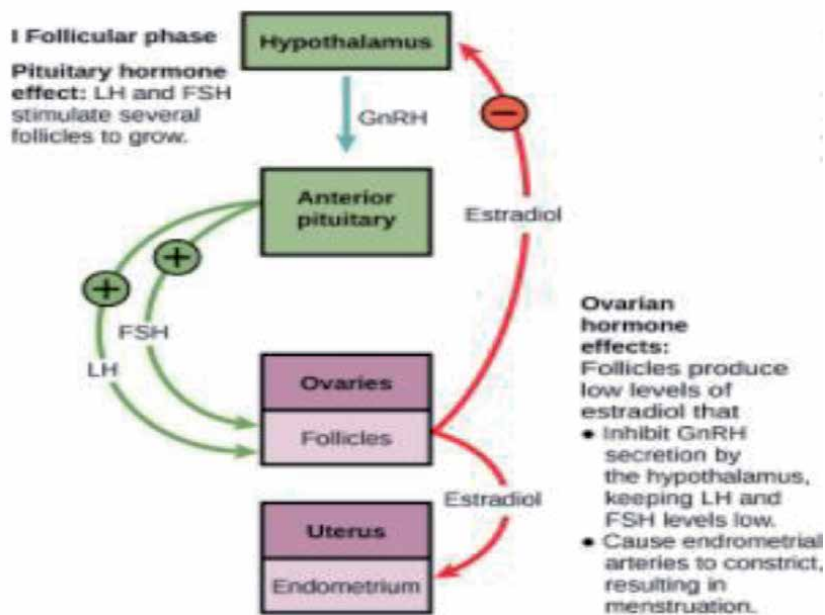 I Follicular phase
Pituitary hormone
effect: LH and FSH
stimulate several
follicles to grow.
Hypothalamus
GnRH
−
Anterior
pituitary
Estradiol
+
+
FSH
LH
Ovaries
Follicles
Estradiol
Uterus
Endometrium
Ovarian
hormone
effects:
Follicles produce
low levels of
estradiol that
• Inhibit GnRH
secretion by
the hypothalamus,
keeping LH and
FSH levels low.
• Cause endrometrial
arteries to constrict,
resulting in
menstruation.